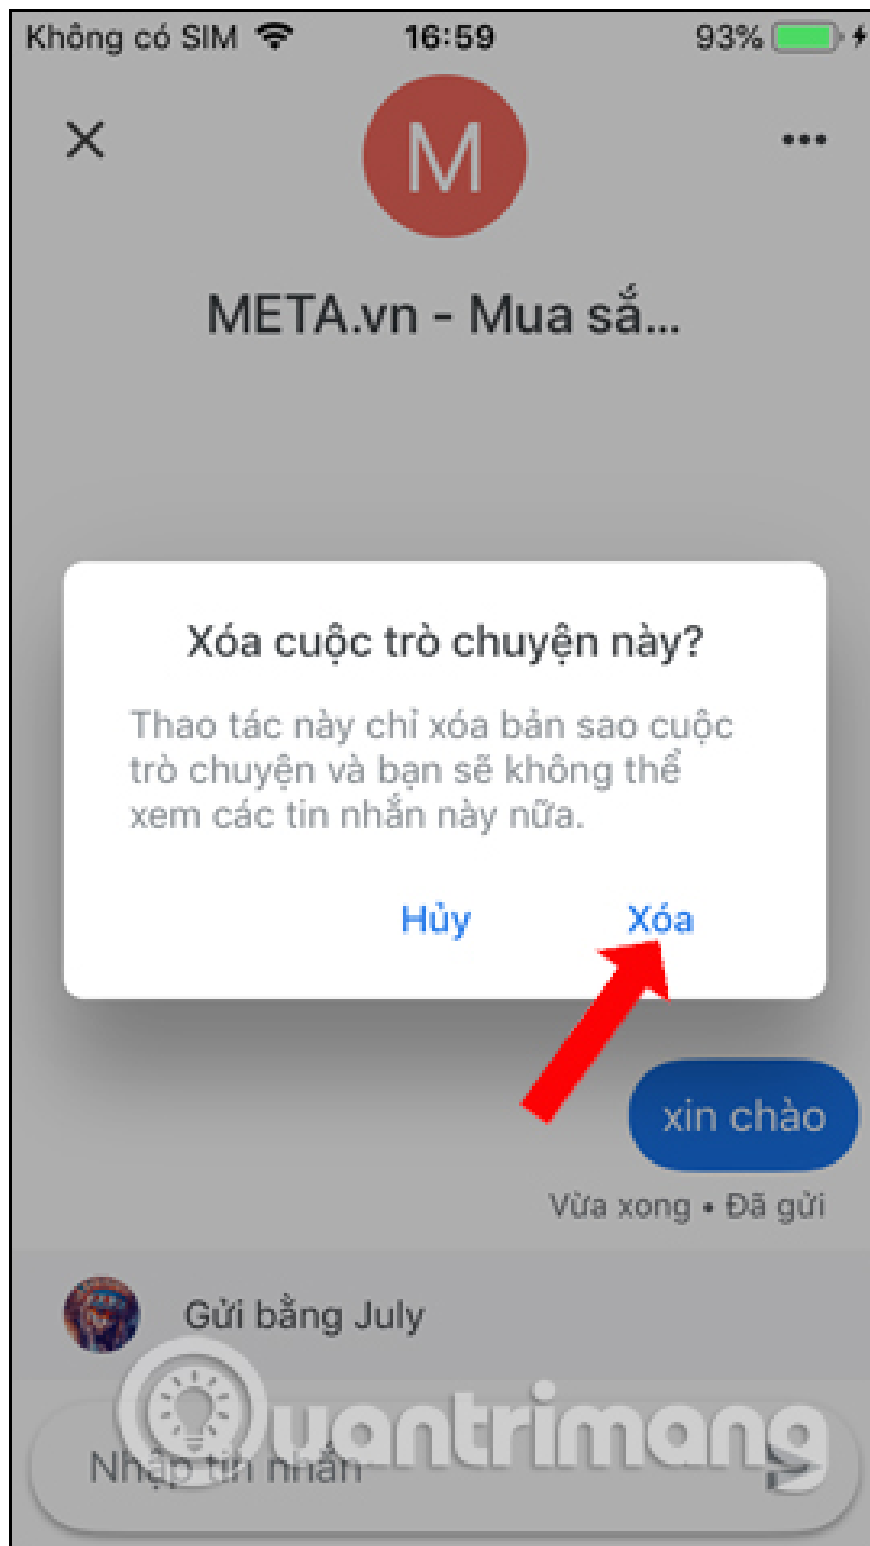 Không có SIM 16:59 93%
M
META.vn - Mua sắ...
Xóa cuộc trò chuyện này?
Thao tác này chỉ xóa bản sao cuộc
trò chuyện và bạn sẽ không thể
xem các tin nhắn này nữa.
Hủy Xóa
xin chào
Vừa xong • Đã gửi
Gửi bằng July
Quantrimang
Nhập tin nhắn